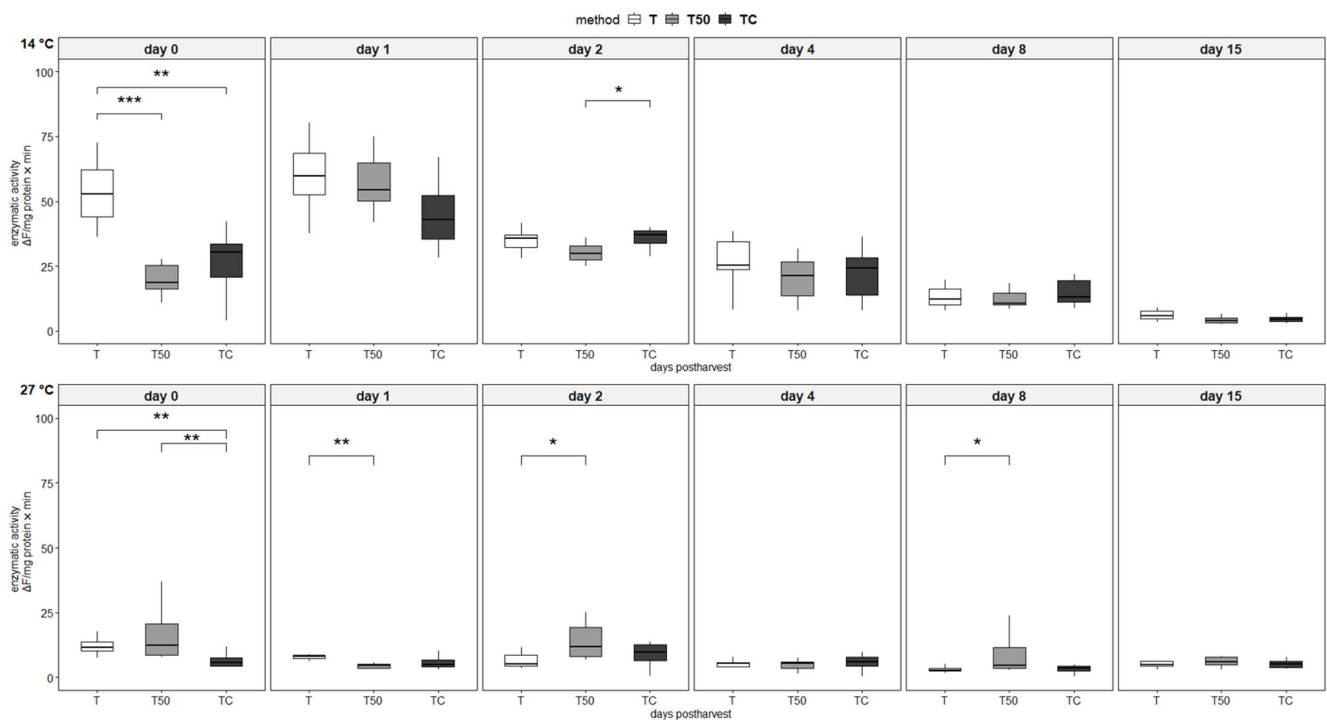 method T T50 TC
14 °C
day 0 day 1 day 2 day 4 day 8 day 15
enzymatic activity
ΔF/mg protein × min
100
75
50
25
0
** 
***
*
T T50 TC T T50 TC T T50 TC T T50 TC T T50 TC T T50 TC
days postharvest
27 °C
day 0 day 1 day 2 day 4 day 8 day 15
enzymatic activity
ΔF/mg protein × min
100
75
50
25
0
**
**
**
*
*
T T50 TC T T50 TC T T50 TC T T50 TC T T50 TC T T50 TC
days postharvest